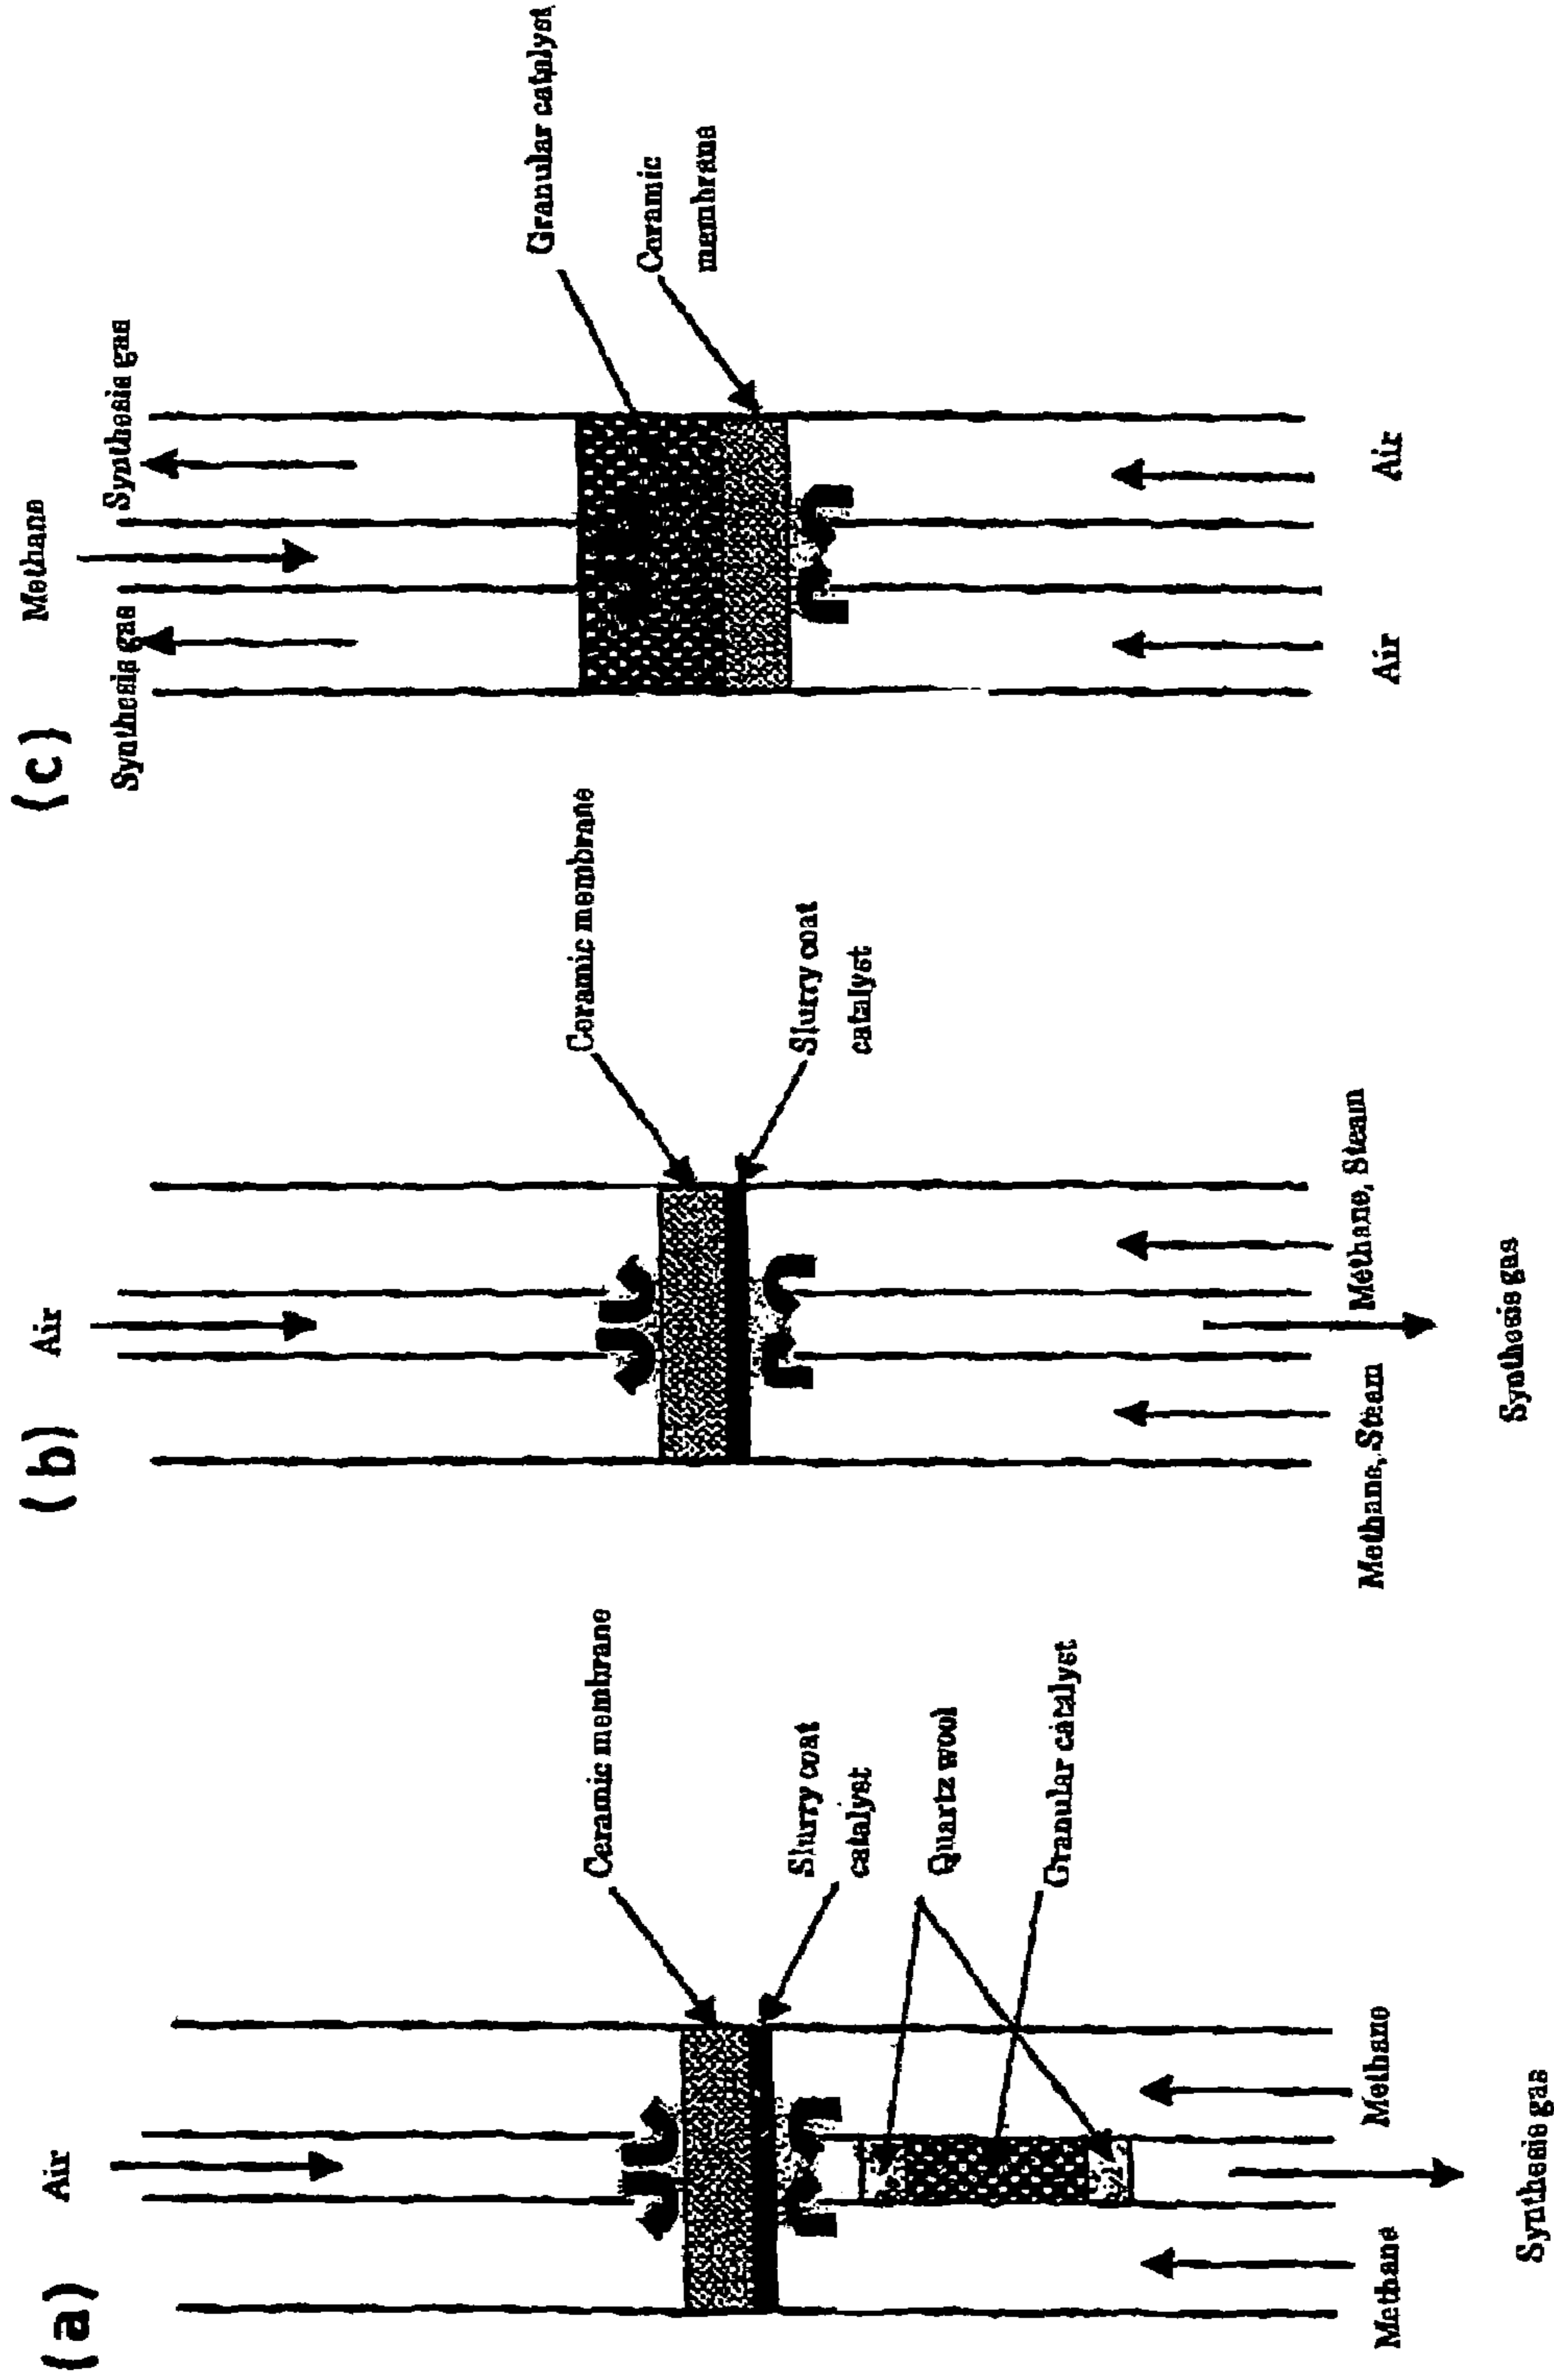 (a)
Air
Ceramic membrane
Slurry coat
catalyst
Quartz wool
Granular catalyst
Methane
Methane
Synthesis gas
(b)
Air
Ceramic membrane
Slurry coat
catalyst
Methane, Steam
Methane, Steam
Synthesis gas
(c)
Methane
Synthesis gas
Synthesis gas
Granular catalyst
Ceramic
membrane
Air
Air